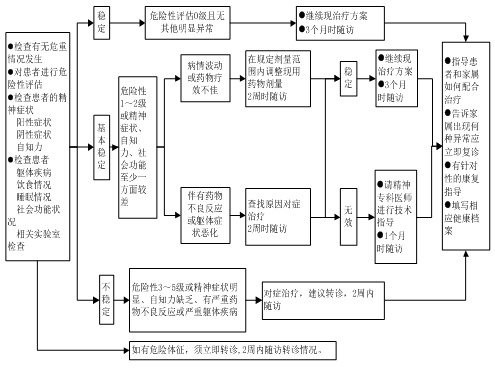 ●检查有无危重
情况发生
●对患者进行危
险性评估
●检查患者的精
神症状
阳性症状
阴性症状
自知力
●检查患者
躯体疾病
饮食情况
睡眠情况
社会功能状
况
相关实验室
检查
稳定
危险性评估0级且无
其他明显异常
●继续现治疗方案
●3个月时随访
基本稳定
危险性
1～2级
或精神
症状、
自知
力、社
会功能
至少一
方面较
差
病情波动
或药物疗
效不佳
在规定剂量范
围内调整现用
药物剂量
2周时随访
稳定
●继续现
治疗方案
●3个月
时随访
伴有药物
不良反应
或躯体症
状恶化
查找原因对症
治疗
2周时随访
无效
●请精神
专科医师
进行技术
指导
●1个月
时随访
不稳定
危险性3～5级或精神症状明
显、自知力缺乏、有严重药
物不良反应或严重躯体疾病
对症治疗，建议转诊，2周内
随访
如有危险体征，须立即转诊,2周内随访转诊情况。
●指导患
者和家属
如何配合
治疗
●告诉家
属出现何
种异常应
立即复诊
●有针对
性的康复
指导
●填写相
应健康档
案